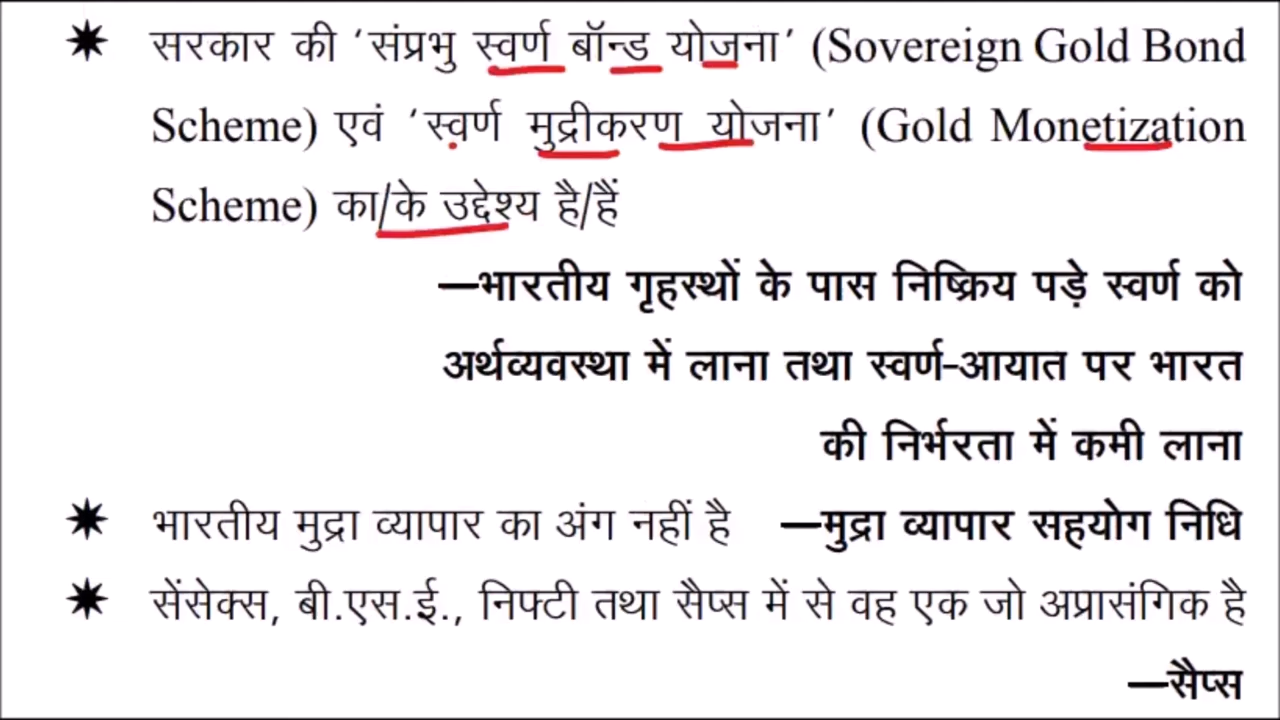 ✷ सरकार की ‘संप्रभु स्वर्ण बॉन्ड योजना’ (Sovereign Gold Bond
Scheme) एवं ‘स्वर्ण मुद्रीकरण योजना’ (Gold Monetization
Scheme) का/के उद्देश्य है/हैं
—भारतीय गृहस्थों के पास निष्क्रिय पड़े स्वर्ण को
अर्थव्यवस्था में लाना तथा स्वर्ण-आयात पर भारत
की निर्भरता में कमी लाना
✷ भारतीय मुद्रा व्यापार का अंग नहीं है —मुद्रा व्यापार सहयोग निधि
✷ सेंसेक्स, बी.एस.ई., निफ्टी तथा सैप्स में से वह एक जो अप्रासंगिक है
—सैप्स